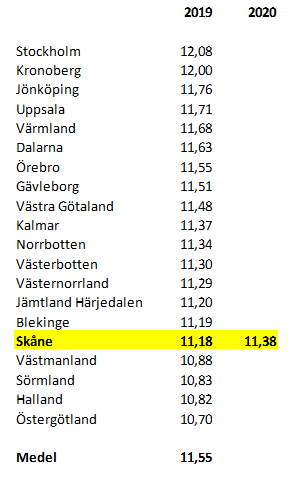 2019 2020
Stockholm 12,08
Kronoberg 12,00
Jönköping 11,76
Uppsala 11,71
Värmland 11,68
Dalarna 11,63
Örebro 11,55
Gävleborg 11,51
Västra Götaland 11,48
Kalmar 11,37
Norrbotten 11,34
Västerbotten 11,30
Västernorrland 11,29
Jämtland Härjedalen 11,20
Blekinge 11,19
Skåne 11,18 11,38
Västmanland 10,88
Sörmland 10,83
Halland 10,82
Östergötland 10,70
Medel 11,55